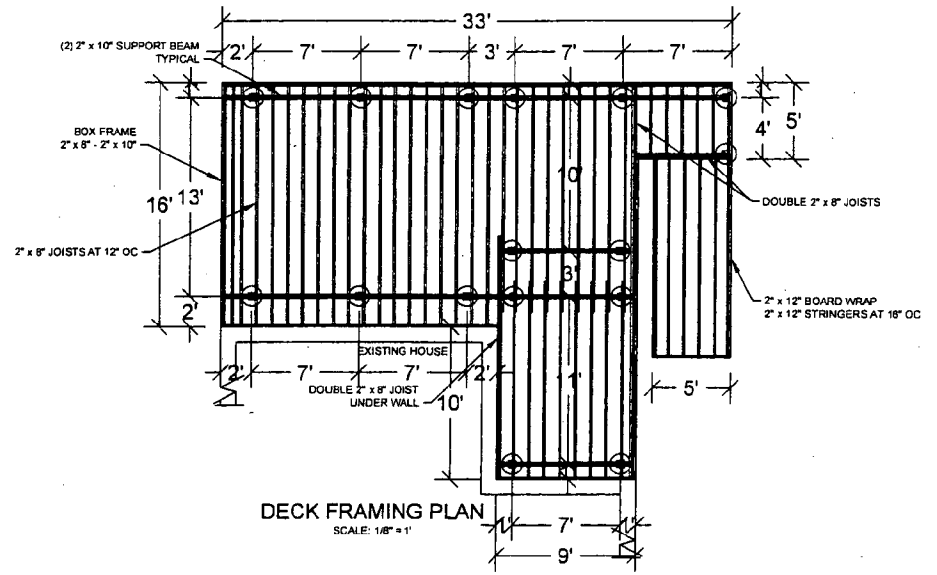 33'
2' 7' 7' 3' 7' 7'
(2) 2" x 10" SUPPORT BEAM
TYPICAL
BOX FRAME
2" x 8" - 2" x 10"
16' 13'
2" x 8" JOISTS AT 12" OC
2'
10'
3'
11'
4' 5'
DOUBLE 2" x 8" JOISTS
2" x 12" BOARD WRAP
2" x 12" STRINGERS AT 16" OC
5'
EXISTING HOUSE
2' 7' 7' 2'
DOUBLE 2" x 8" JOIST
UNDER WALL
10'
DECK FRAMING PLAN
SCALE: 1/8" = 1'
7'
9'